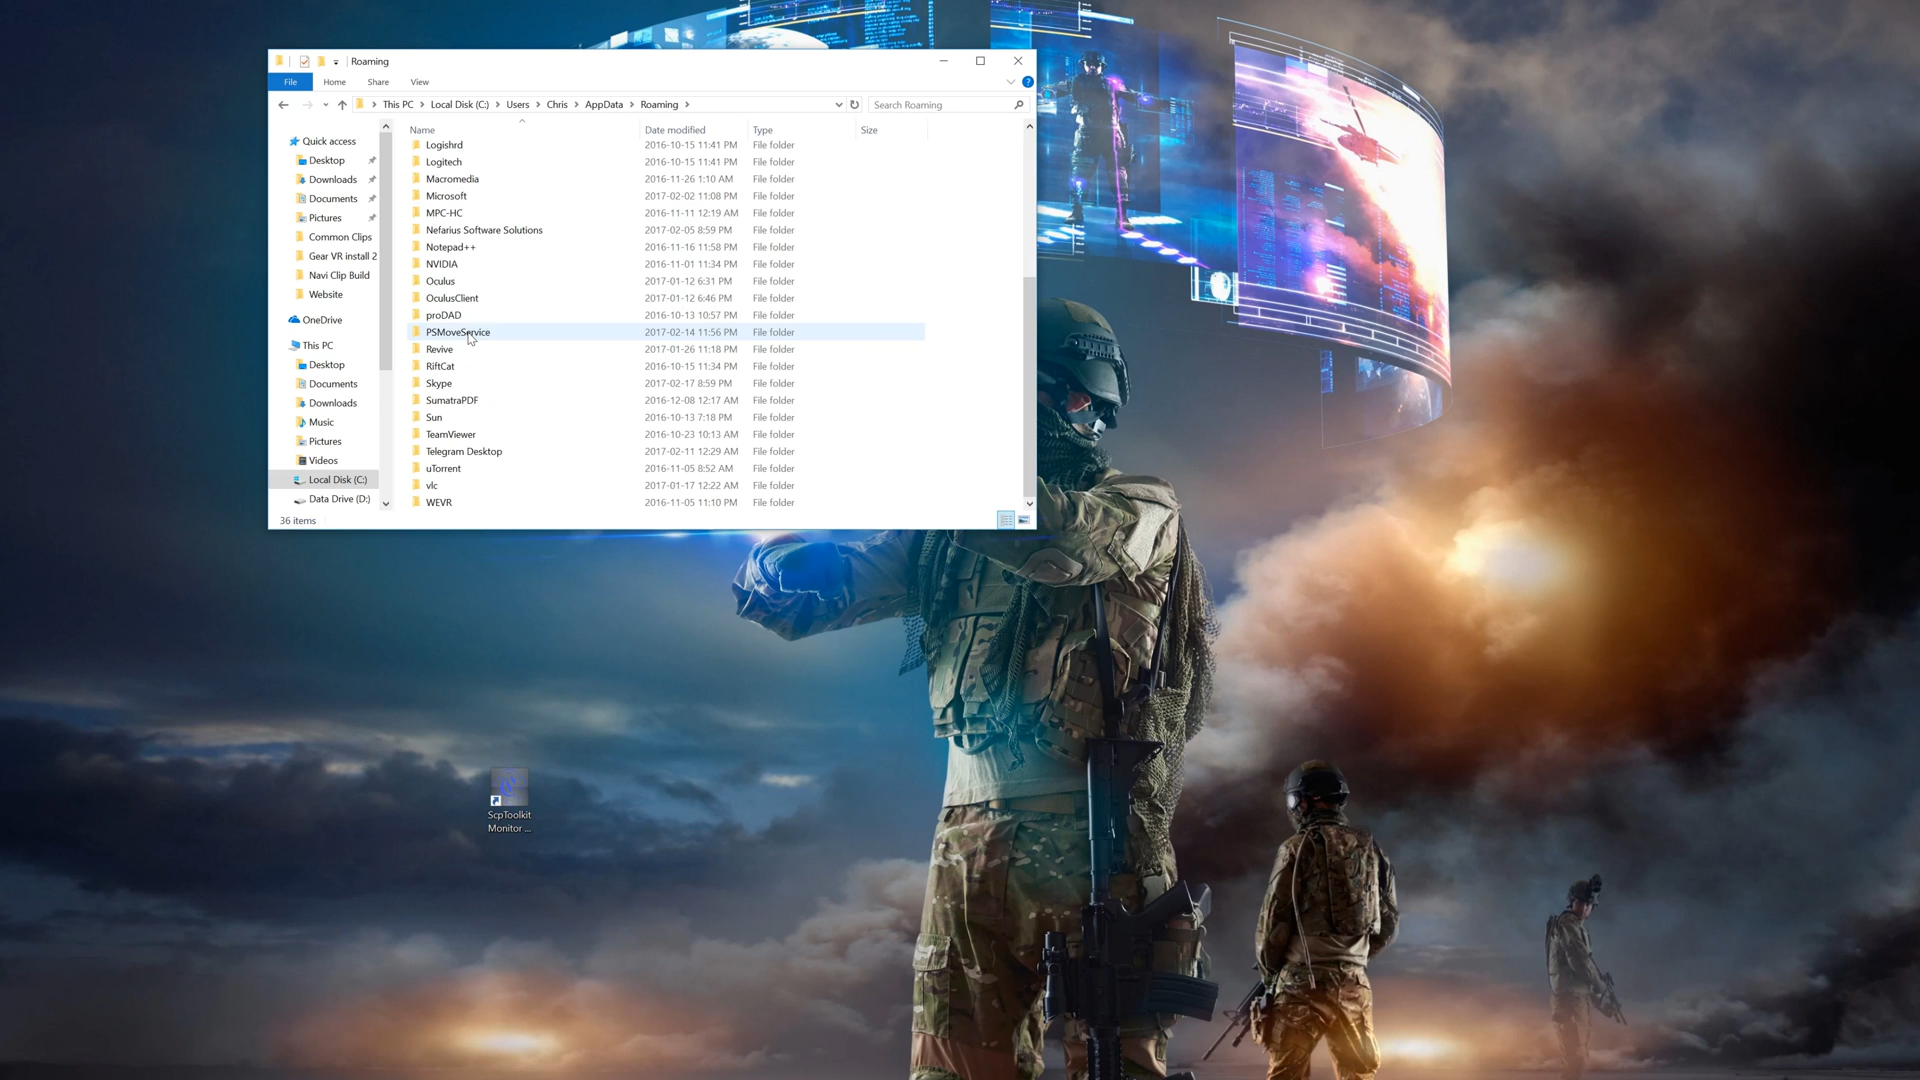 Roaming
File Home Share View
This PC Local Disk (C:) Users Chris AppData Roaming Search Roaming
Name Date modified Type Size
Quick access
Desktop
Downloads
Documents
Pictures
Common Clips
Gear VR install 2
Navi Clip Build
Website
OneDrive
This PC
Desktop
Documents
Downloads
Music
Pictures
Videos
Local Disk (C:)
Data Drive (D:)
Logishrd 2016-10-15 11:41 PM File folder
Logitech 2016-10-15 11:41 PM File folder
Macromedia 2016-11-26 1:10 AM File folder
Microsoft 2017-02-02 11:08 PM File folder
MPC-HC 2016-11-11 12:19 AM File folder
Nefarius Software Solutions 2017-02-05 8:59 PM File folder
Notepad++ 2016-11-16 11:58 PM File folder
NVIDIA 2016-11-01 11:34 PM File folder
Oculus 2017-01-12 6:31 PM File folder
OculusClient 2017-01-12 6:46 PM File folder
proDAD 2016-10-13 10:57 PM File folder
PSMoveService 2017-02-14 11:56 PM File folder
Revive 2017-01-26 11:18 PM File folder
RiftCat 2016-10-15 11:34 PM File folder
Skype 2017-02-17 8:59 PM File folder
SumatraPDF 2016-12-08 12:17 AM File folder
Sun 2016-10-13 7:18 PM File folder
TeamViewer 2016-10-23 10:13 AM File folder
Telegram Desktop 2017-02-11 12:29 AM File folder
uTorrent 2016-11-05 8:52 AM File folder
vlc 2017-01-17 12:22 AM File folder
WEVR 2016-11-05 11:10 PM File folder
36 items
ScpToolkit
Monitor ...